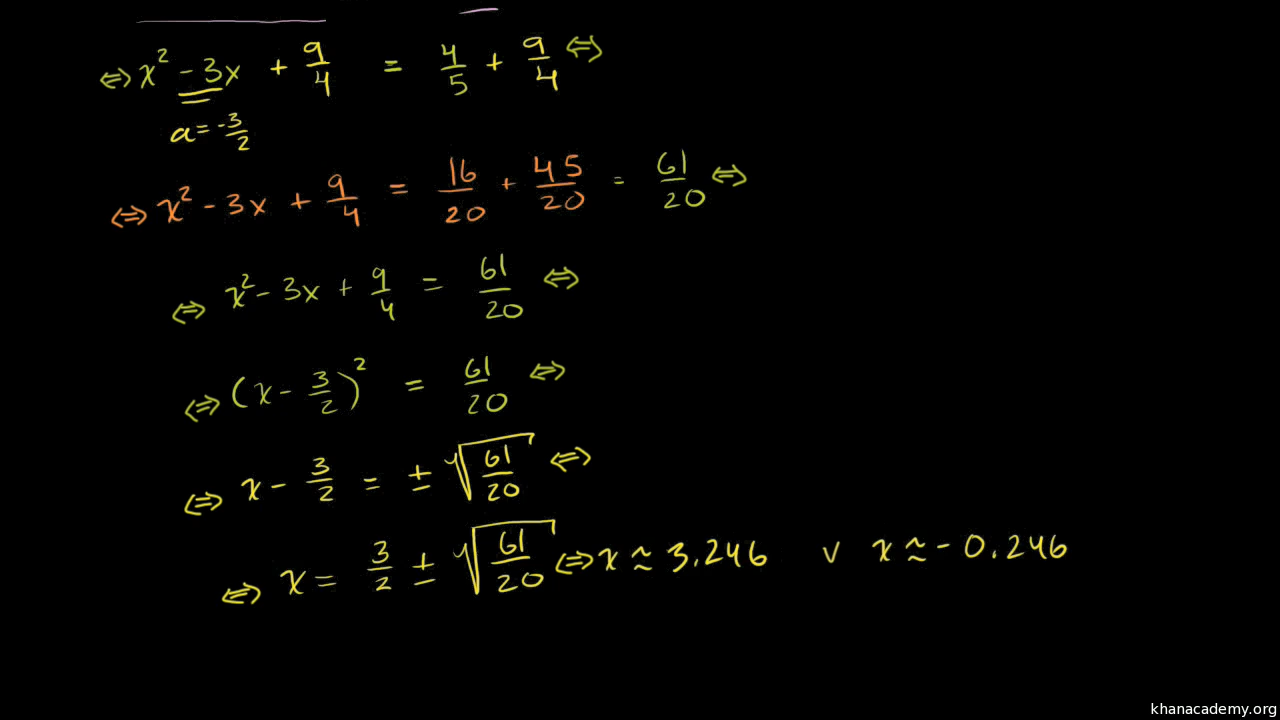 ⇔ x² - 3x + 9/4 = 4/5 + 9/4 ⇔
a = -3/2
⇔ x² - 3x + 9/4 = 16/20 + 45/20 = 61/20 ⇔
⇔ x² - 3x + 9/4 = 61/20 ⇔
⇔ (x - 3/2)² = 61/20 ⇔
⇔ x - 3/2 = ± √(61/20) ⇔
⇔ x = 3/2 ± √(61/20) ⇔ x ≈ 3.246 ∨ x ≈ - 0.246
khanacademy.org